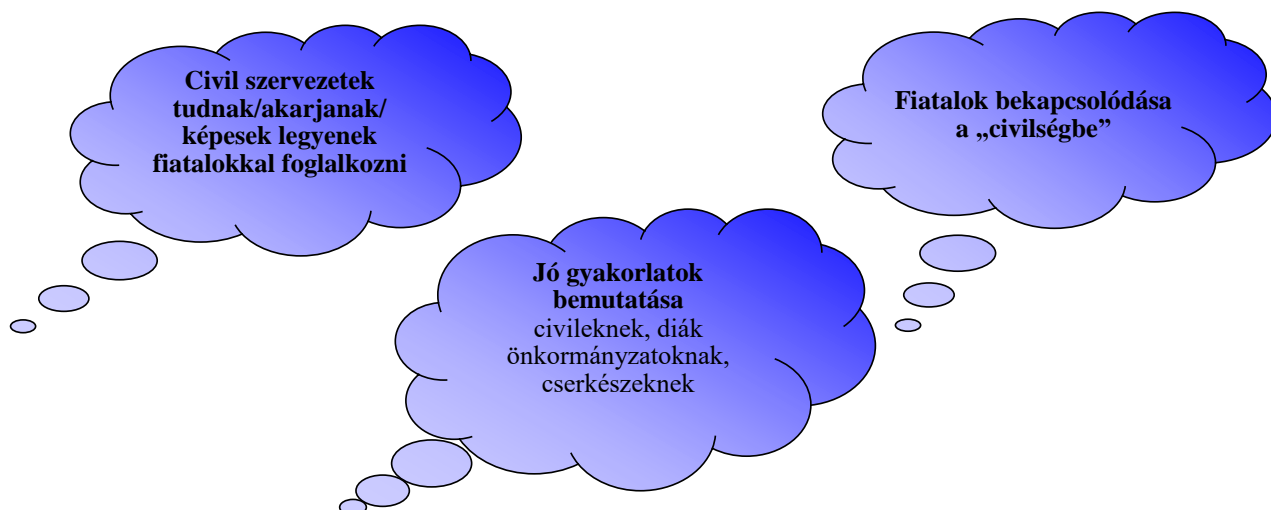 Civil szervezetek
tudnak/akarjanak/
képesek legyenek
fiatalokkal foglalkozni
Fiatalok bekapcsolódása
a „civilségbe”
Jó gyakorlatok
bemutatása
civileknek, diák
önkormányzatoknak,
cserkészeknek